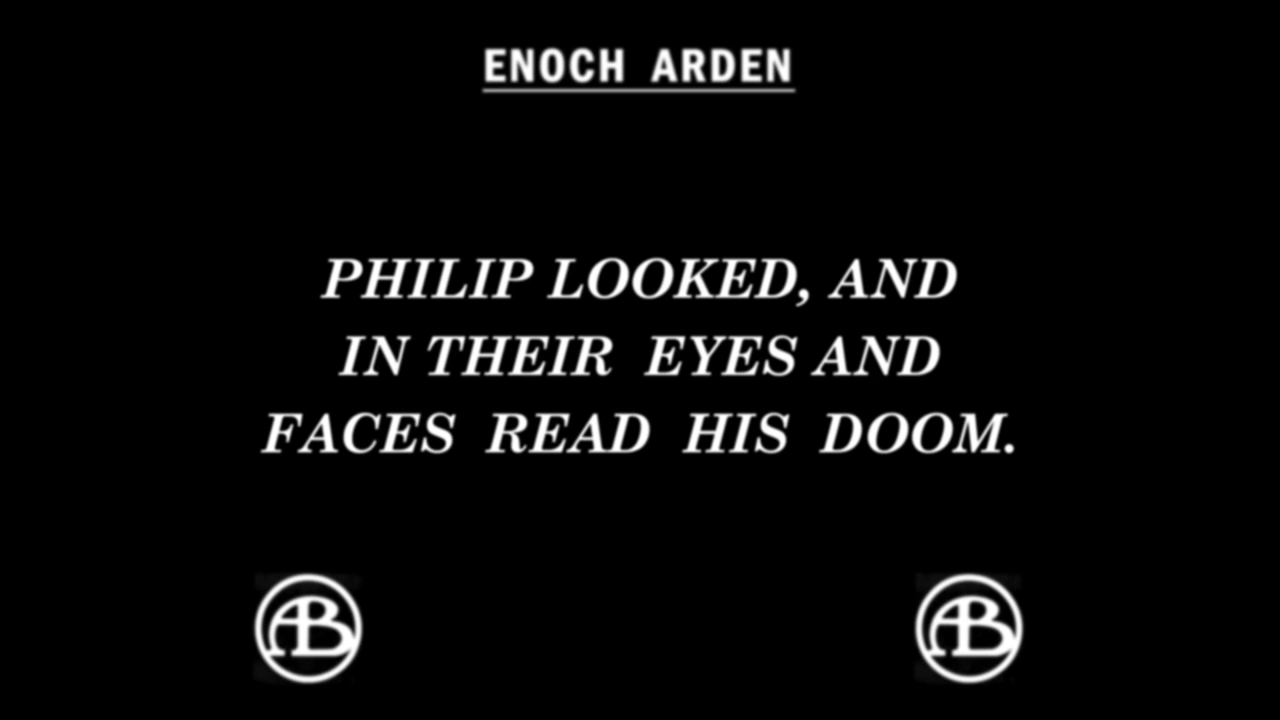 ENOCH ARDEN
PHILIP LOOKED, AND
IN THEIR EYES AND
FACES READ HIS DOOM.
AB AB